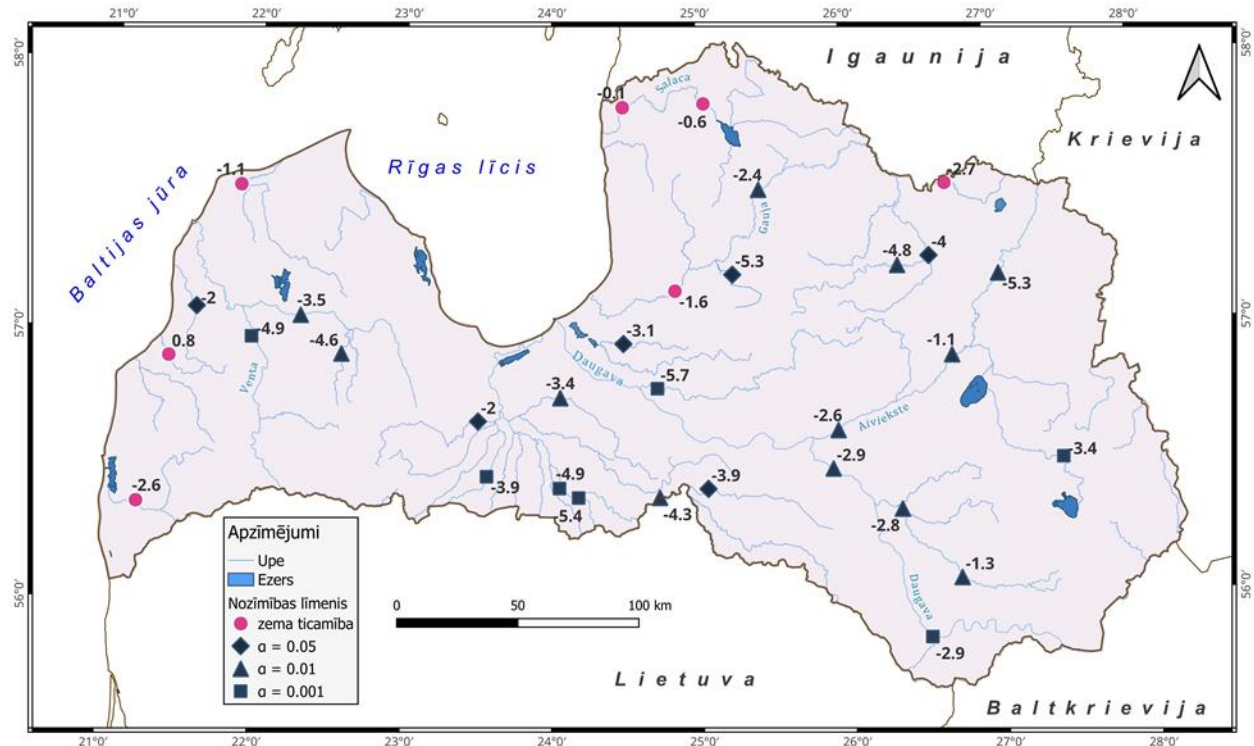 21°0' 22°0' 23°0' 24°0' 25°0' 26°0' 27°0' 28°0'
58°0'
58°0'
Igaunija
Krievija
Baltijas jūra
Rīgas līcis
Salaca
-0.1
-0.6
-1.1
-2.4
-2.7
Gauja
-4.8
-4
-5.3
-5.3
-2
-3.5
-1.6
57°0'
57°0'
0.8
-4.9
-4.6
-3.1
-1.1
Venta
Daugava
-5.7
-3.4
-2
-2.6
Aiviekste
-2.9
-3.4
-2.6
-3.9
-4.9
-5.4
-4.3
-3.9
-2.8
-1.3
Daugava
-2.9
56°0'
56°0'
Apzīmējumi
Upe
Ezers
Nozīmības līmenis
zema ticamība
α = 0.05
α = 0.01
α = 0.001
0 50 100 km
Lietuva
Baltkrievija
21°0' 22°0' 23°0' 24°0' 25°0' 26°0' 27°0' 28°0'